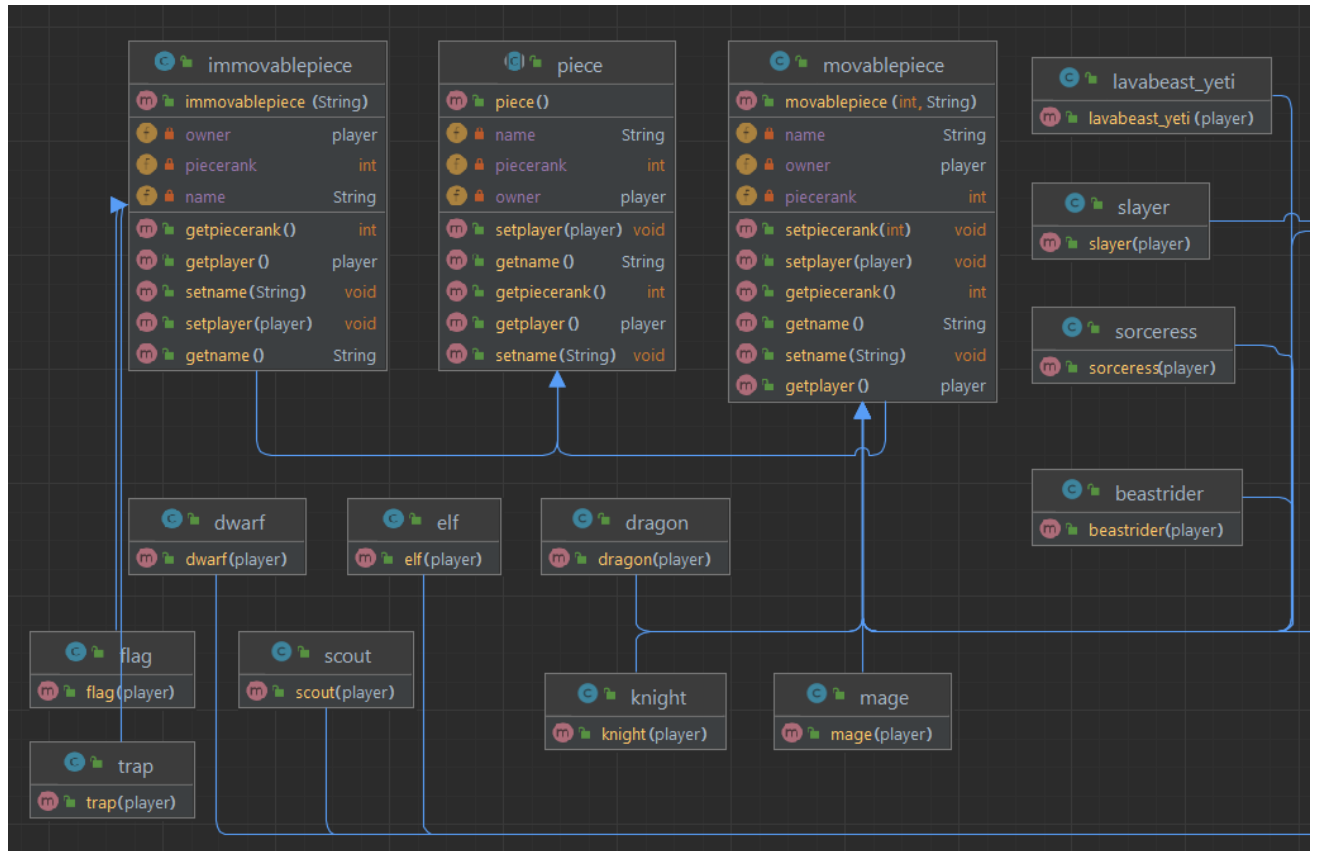 immovablepiece
immovablepiece (String)
owner player
piecerank int
name String
getpiecerank() int
getplayer() player
setname(String) void
setplayer(player) void
getname() String
piece
piece()
name String
piecerank int
owner player
setplayer(player) void
getname() String
getpiecerank() int
getplayer() player
setname(String) void
movablepiece
movablepiece (int, String)
name String
owner player
piecerank int
setpiecerank(int) void
setplayer(player) void
getpiecerank() int
getname() String
setname(String) void
getplayer() player
lavabeast_yeti
lavabeast_yeti (player)
slayer
slayer(player)
sorceress
sorceress(player)
beastrider
beastrider(player)
dwarf
dwarf(player)
elf
elf(player)
dragon
dragon(player)
flag
flag(player)
scout
scout(player)
knight
knight(player)
mage
mage(player)
trap
trap(player)